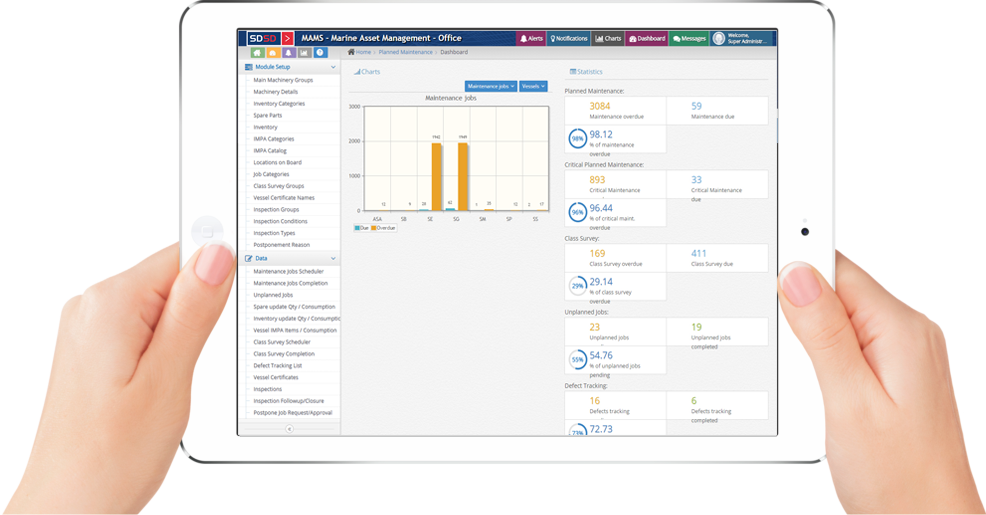 SDSD MAMS - Marine Asset Management - Office
Alerts
Notifications
Charts
Dashboard
Messages
Welcome,
Super Administr...
Home > Planned Maintenance > Dashboard
Module Setup
Main Machinery Groups
Machinery Details
Inventory Categories
Spare Parts
Inventory
IMPA Categories
IMPA Catalog
Locations on Board
Job Categories
Class Survey Groups
Vessel Certificate Names
Inspection Groups
Inspection Conditions
Inspection Types
Postponement Reason
Data
Maintenance Jobs Scheduler
Maintenance Jobs Completion
Unplanned Jobs
Spare update Qty / Consumption
Inventory update Qty / Consumptio
Vessel IMPA Items / Consumption
Class Survey Scheduler
Class Survey Completion
Defect Tracking List
Vessel Certificates
Inspections
Inspection Followup/Closure
Postpone Job Request/Approval
Charts
Maintenance jobs
Vessels
Maintenance Jobs
3000
2000
1000
0
ASA SB SE SG SM SP SS
Due Overdue
Statistics
Planned Maintenance:
3084
Maintenance overdue
59
Maintenance due
98%
98.12
% of maintenance
overdue
Critical Planned Maintenance:
893
Critical Maintenance
33
Critical Maintenance
due
96%
96.44
% of critical maint.
overdue
Class Survey:
169
Class Survey overdue
411
Class Survey due
29%
29.14
% of class survey
overdue
Unplanned Jobs:
23
Unplanned jobs
19
Unplanned jobs
completed
55%
54.76
% of unplanned jobs
pending
Defect Tracking:
16
Defects tracking
6
Defects tracking
completed
73%
72.73